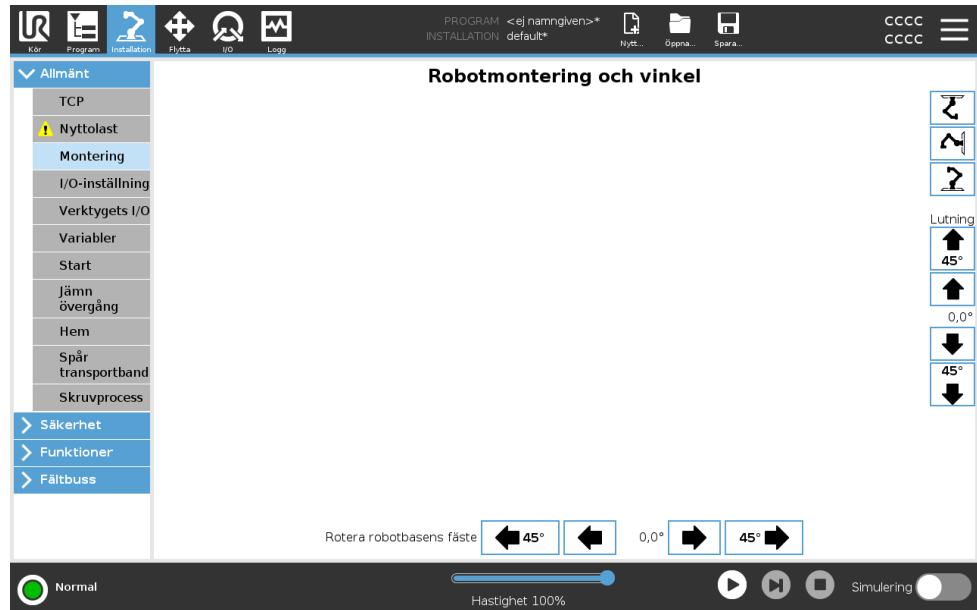 PROGRAM <ej namngiven>*
INSTALLATION default*
cccc
cccc
Kör Program Installation Flytta I/O Logg Nytt... Öppna... Spara...
Allmänt
TCP
Nyttolast
Montering
I/O-inställning
Verktygets I/O
Variabler
Start
Jämn
övergång
Hem
Spår
transportband
Skruvprocess
Säkerhet
Funktioner
Fältbuss
Robotmontering och vinkel
Lutning
45°
0,0°
45°
Rotera robotbasens fäste 45° 0,0° 45°
Normal
Hastighet 100%
Simulering